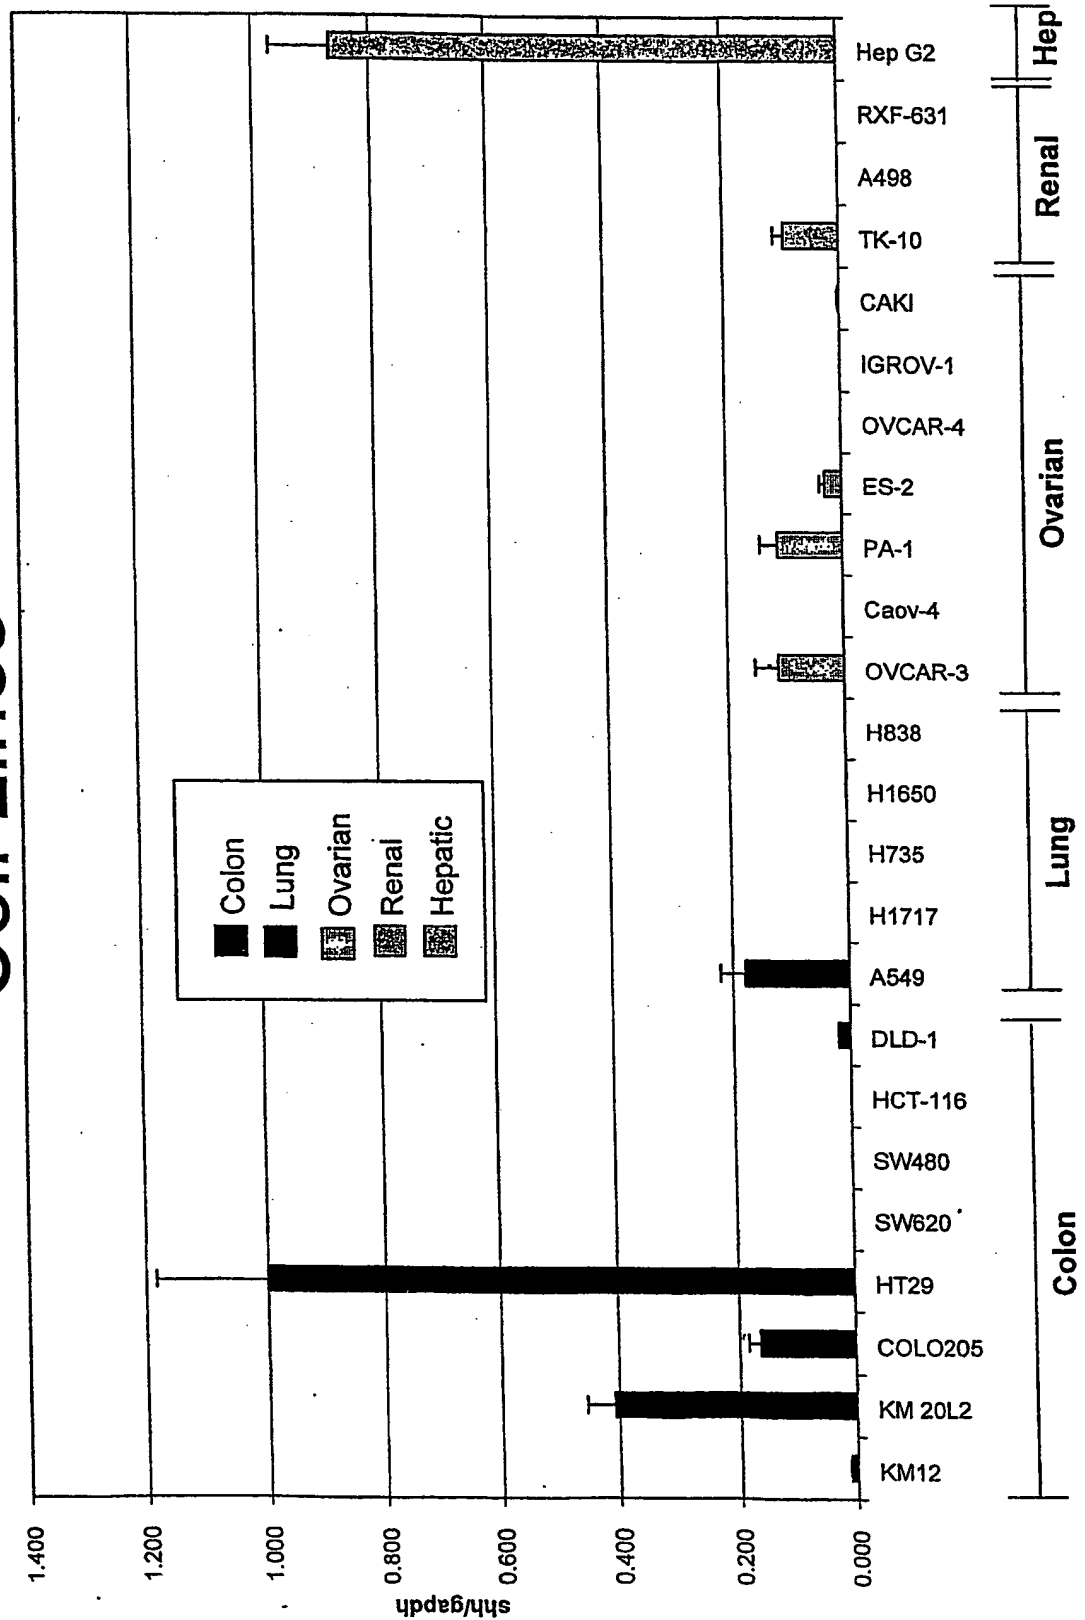 1.400
1.200
1.000
0.800
0.600
0.400
0.200
0.000
shh/gapdh
Colon
Lung
Ovarian
Renal
Hepatic
KM12
KM 20L2
COLO205
HT29
SW620
SW480
HCT-116
DLD-1
A549
H1717
H735
H1650
H838
OVCAR-3
Caov-4
PA-1
ES-2
OVCAR-4
IGROV-1
CAKI
TK-10
A498
RXF-631
Hep G2
Colon
Lung
Ovarian
Renal
Hep